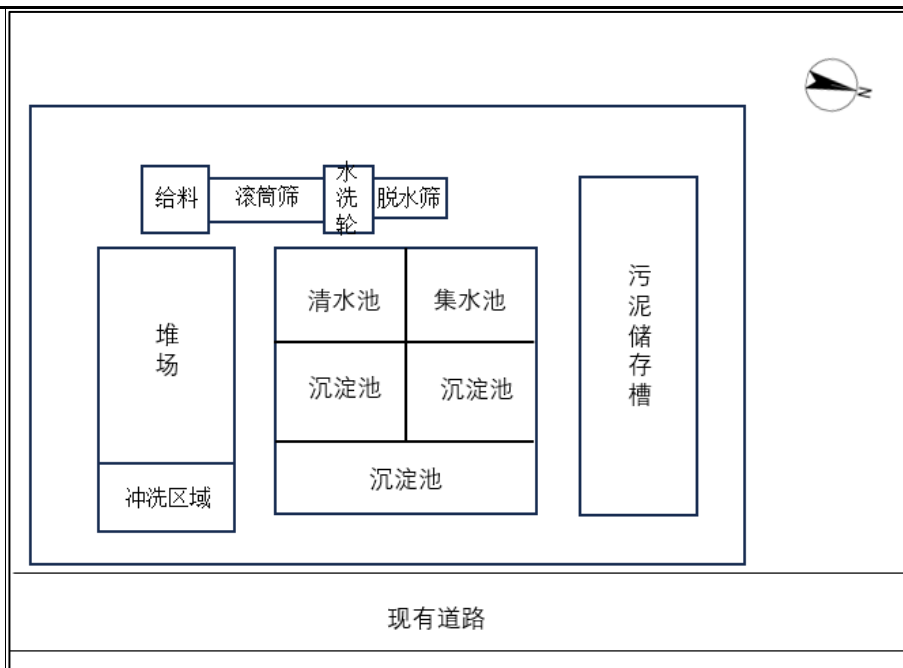 N
给料
滚筒筛
水洗轮
脱水筛
清水池
集水池
堆场
污泥储存槽
沉淀池
沉淀池
沉淀池
冲洗区域
现有道路